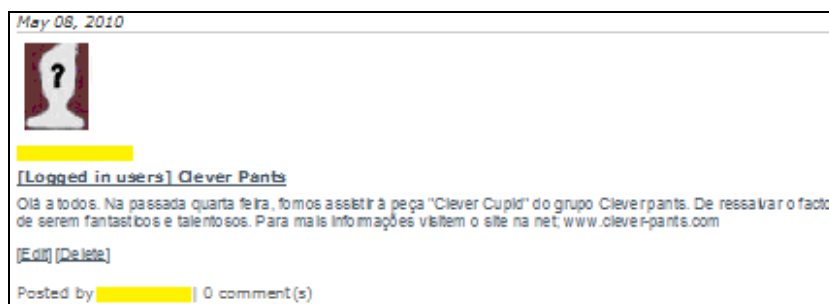 May 08, 2010
?
[Logged in users] Clever Pants
Olá a todos. Na passada quarta feira, fomos assistir à peça "Clever Cupid" do grupo Cleverpants. De ressalvar o facto
de serem fantasticos e talentosos. Para mais informações visitem o site na net; www.clever-pants.com
[Edit] [Delete]
Posted by | 0 comment(s)